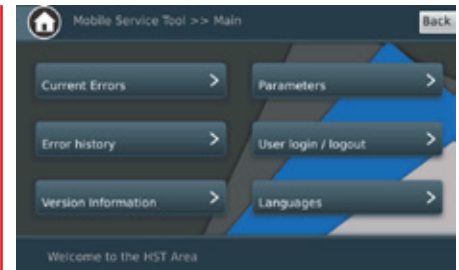 Mobile Service Tool >> Main
Back
Current Errors >
Parameters >
Error history >
User login / logout >
Version Information >
Languages >
Welcome to the HST Area